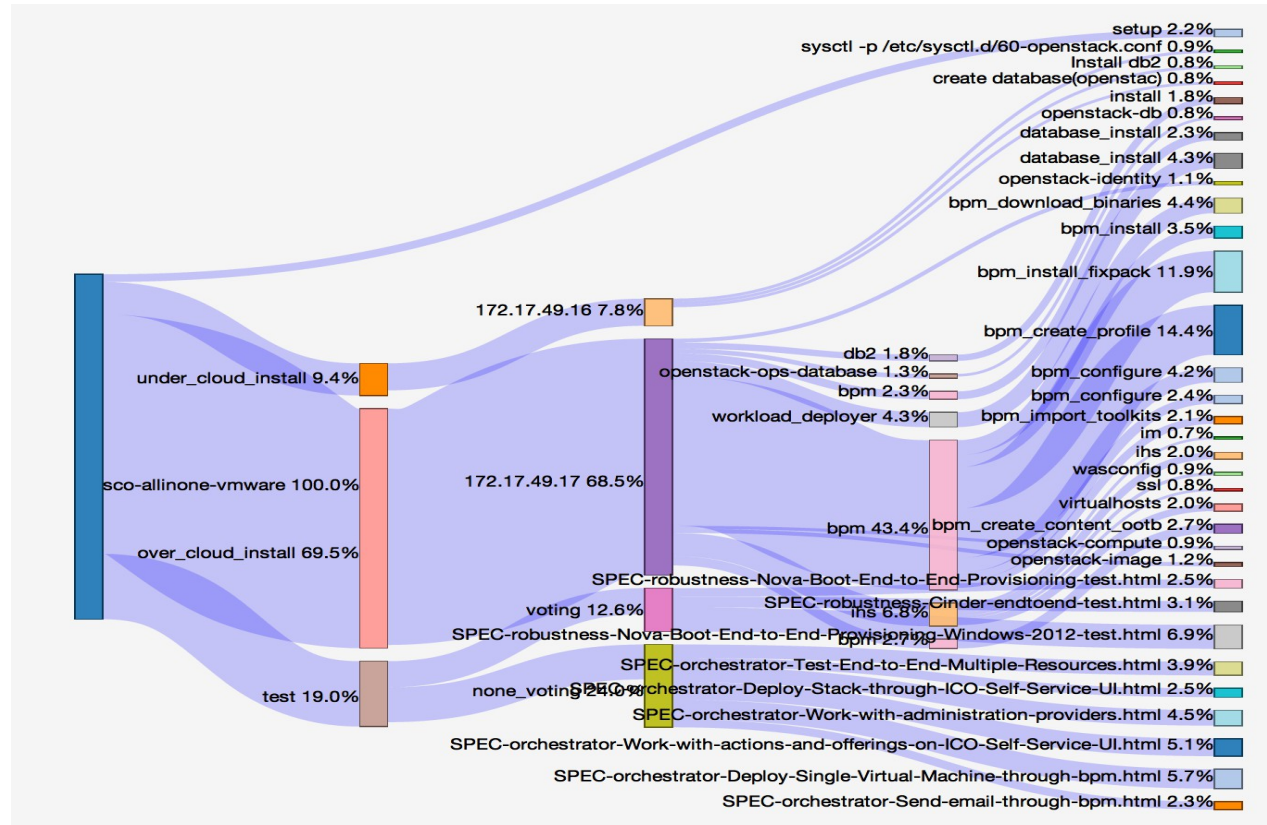 setup 2.2%
sysctl -p /etc/sysctl.d/60-openstack.conf 0.9%
Install db2 0.8%
create database(openstac) 0.8%
install 1.8%
openstack-db 0.8%
database_install 2.3%
database_install 4.3%
openstack-identity 1.1%
bpm_download_binaries 4.4%
bpm_install 3.5%
bpm_install_fixpack 11.9%
172.17.49.16 7.8%
bpm_create_profile 14.4%
db2 1.8%
under_cloud_install 9.4%
openstack-ops-database 1.3%
bpm_configure 4.2%
bpm 2.3%
bpm_configure 2.4%
workload_deployer 4.3%
bpm_import_toolkits 2.1%
im 0.7%
ihs 2.0%
wasconfig 0.9%
sco-allinone-vmware 100.0%
172.17.49.17 68.5%
ssl 0.8%
virtualhosts 2.0%
bpm 43.4%
bpm_create_content_ootb 2.7%
over_cloud_install 69.5%
openstack-compute 0.9%
openstack-image 1.2%
SPEC-robustness-Nova-Boot-End-to-End-Provisioning-test.html 2.5%
voting 12.6%
SPEC-robustness-Cinder-endtoend-test.html 3.1%
ihs 6.8%
SPEC-robustness-Nova-Boot-End-to-End-Provisioning-Windows-2012-test.html 6.9%
bpm 2.7%
SPEC-orchestrator-Test-End-to-End-Multiple-Resources.html 3.9%
test 19.0%
none_voting 24.0%
SPEC-orchestrator-Deploy-Stack-through-ICO-Self-Service-UI.html 2.5%
SPEC-orchestrator-Work-with-administration-providers.html 4.5%
SPEC-orchestrator-Work-with-actions-and-offerings-on-ICO-Self-Service-UI.html 5.1%
SPEC-orchestrator-Deploy-Single-Virtual-Machine-through-bpm.html 5.7%
SPEC-orchestrator-Send-email-through-bpm.html 2.3%